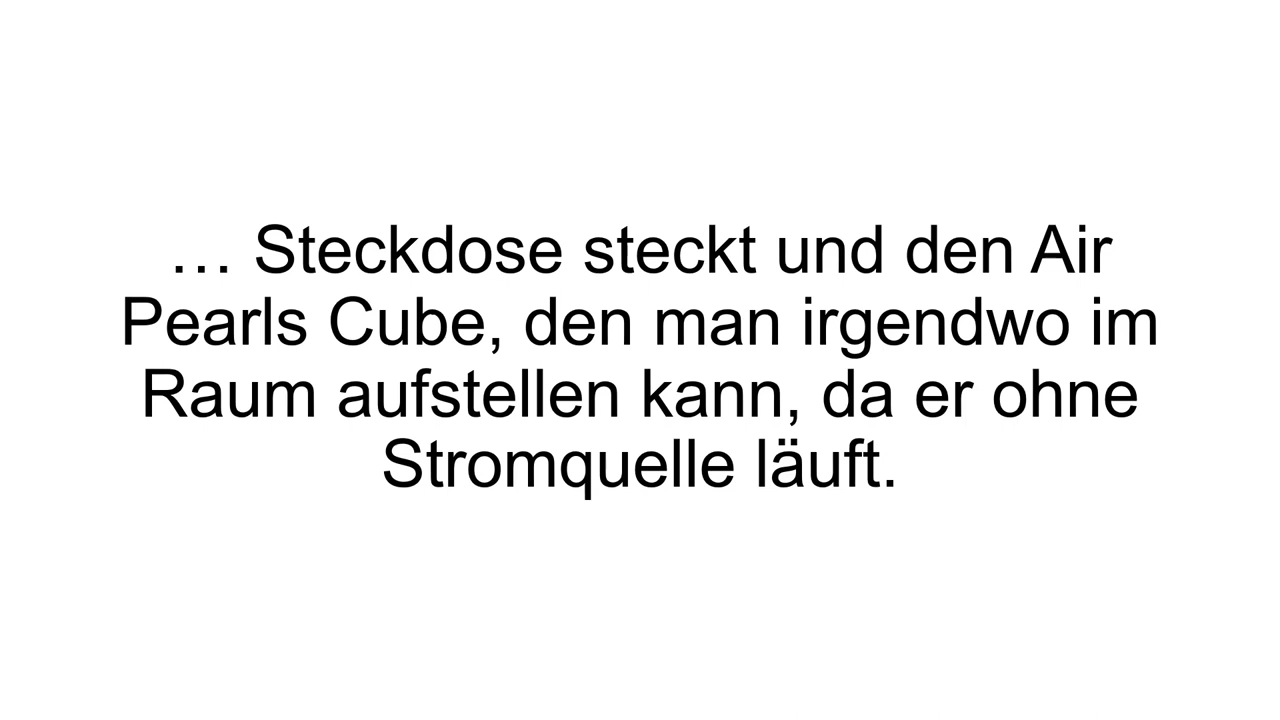 … Steckdose steckt und den Air
Pearls Cube, den man irgendwo im
Raum aufstellen kann, da er ohne
Stromquelle läuft.